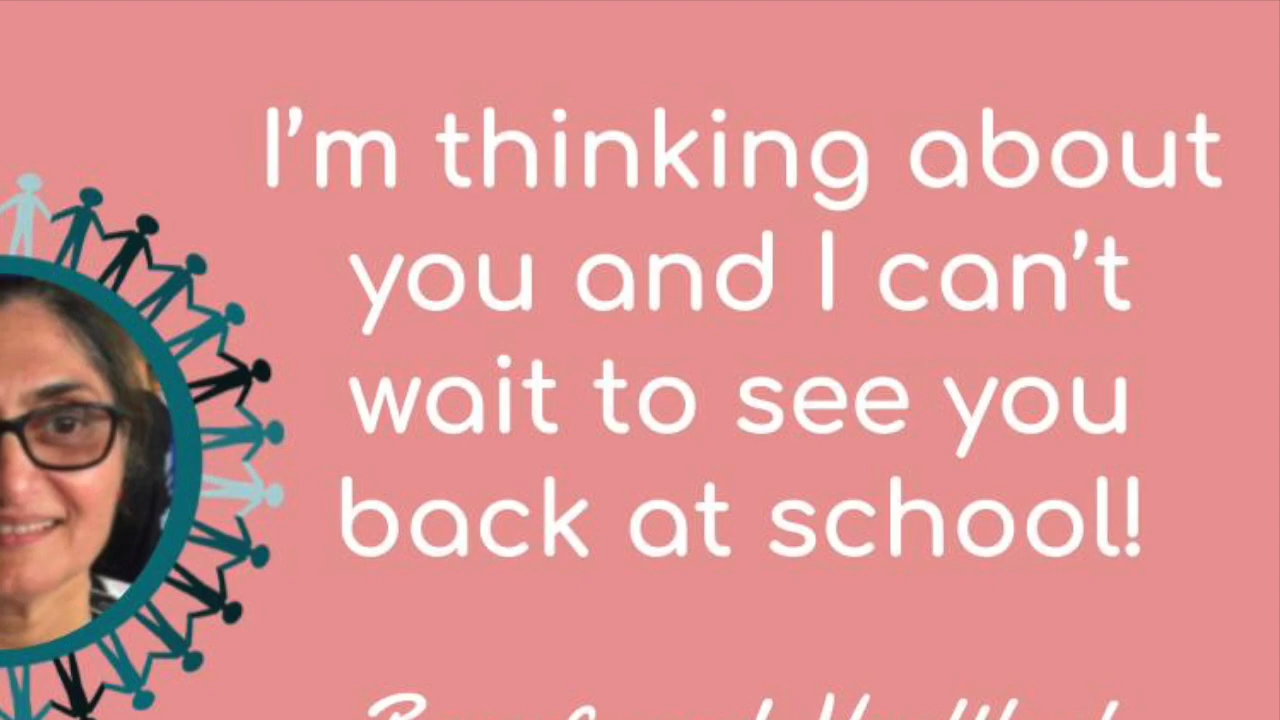 I'm thinking about
you and I can't
wait to see you
back at school!